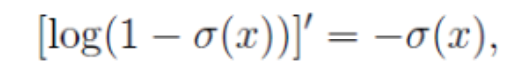 [log(1 − σ(x))]′ = −σ(x),